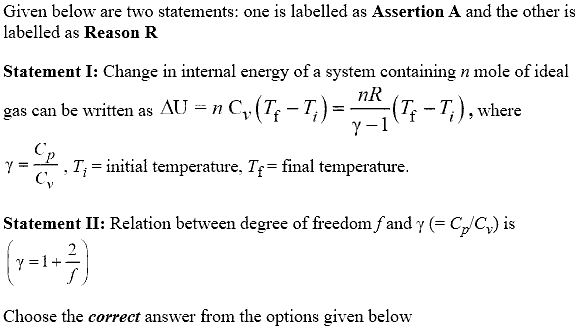 Given below are two statements: one is labelled as Assertion A and the other is
labelled as Reason R
Statement I: Change in internal energy of a system containing n mole of ideal
gas can be written as ΔU = n C_v (T_f − T_i) = nR/(γ−1) (T_f − T_i), where
γ = C_p/C_v, T_i = initial temperature, T_f = final temperature.
Statement II: Relation between degree of freedom f and γ (= C_p/C_v) is
(γ = 1 + 2/f)
Choose the correct answer from the options given below